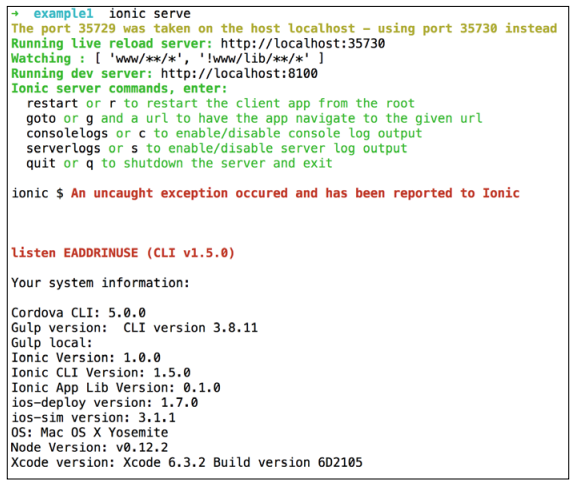 → example1 ionic serve
The port 35729 was taken on the host localhost – using port 35730 instead
Running live reload server: http://localhost:35730
Watching : [ 'www/**/*', '!www/lib/**/*' ]
Running dev server: http://localhost:8100
Ionic server commands, enter:
restart or r to restart the client app from the root
goto or g and a url to have the app navigate to the given url
consolelogs or c to enable/disable console log output
serverlogs or s to enable/disable server log output
quit or q to shutdown the server and exit
ionic $ An uncaught exception occured and has been reported to Ionic
listen EADDRINUSE (CLI v1.5.0)
Your system information:
Cordova CLI: 5.0.0
Gulp version: CLI version 3.8.11
Gulp local:
Ionic Version: 1.0.0
Ionic CLI Version: 1.5.0
Ionic App Lib Version: 0.1.0
ios-deploy version: 1.7.0
ios-sim version: 3.1.1
OS: Mac OS X Yosemite
Node Version: v0.12.2
Xcode version: Xcode 6.3.2 Build version 6D2105